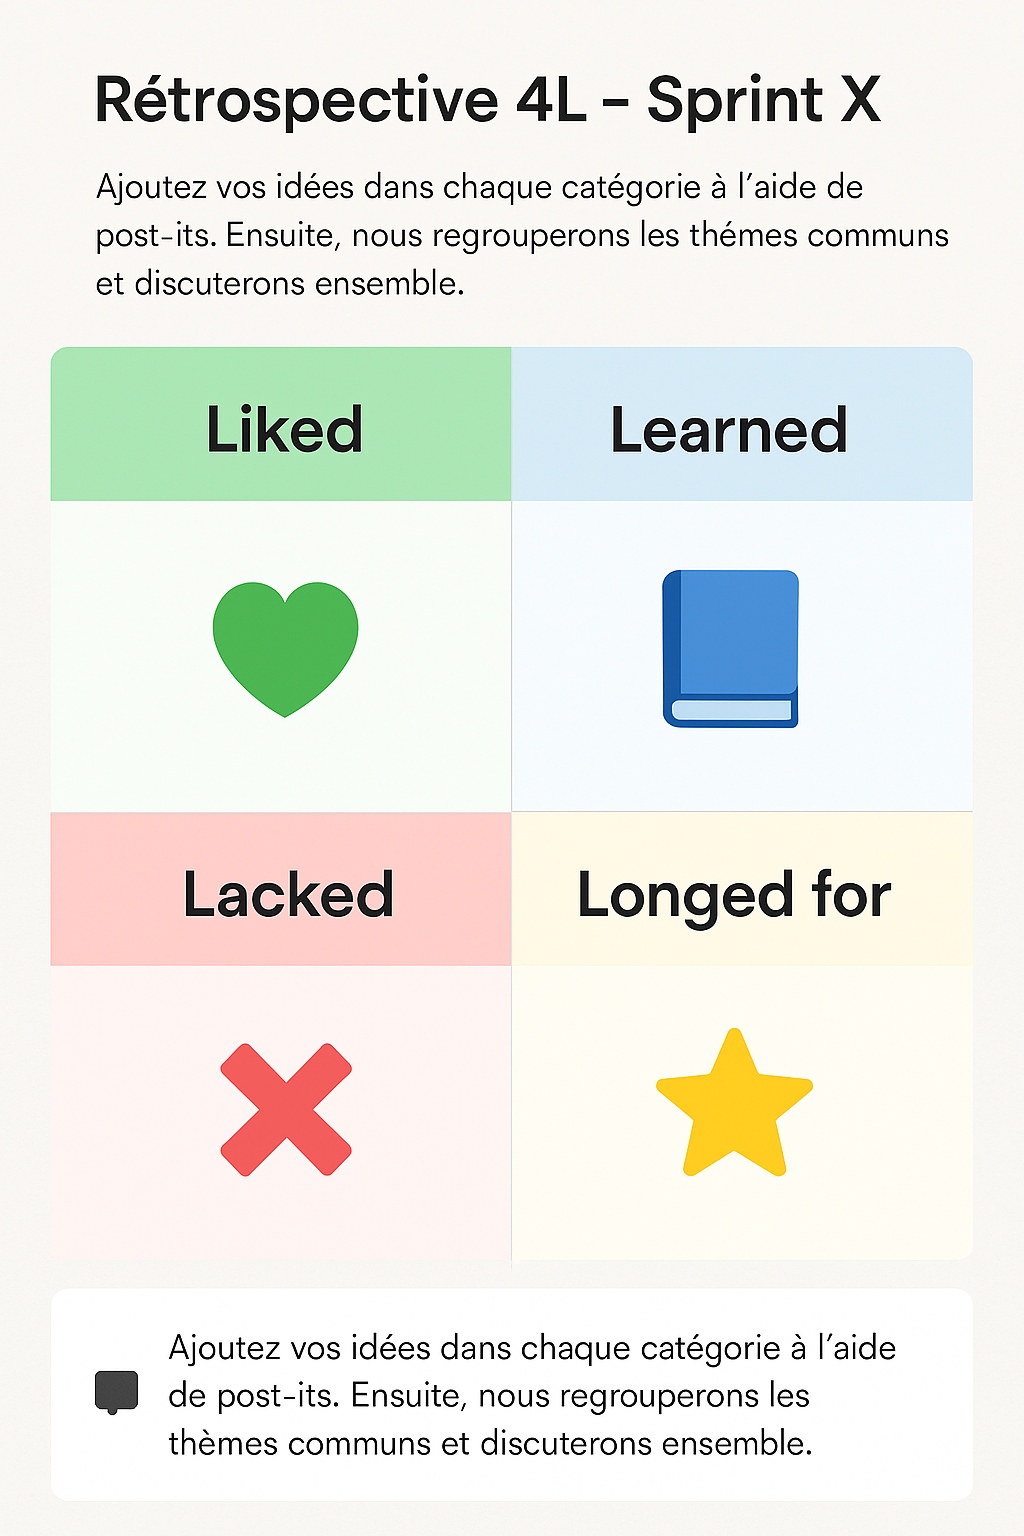 Rétrospective 4L – Sprint X
Ajoutez vos idées dans chaque catégorie à l’aide de
post-its. Ensuite, nous regrouperons les thémes communs
et discuterons ensemble.
Liked
Learned
Lacked
Longed for
Ajoutez vos idées dans chaque catégorie à l’aide
de post-its. Ensuite, nous regrouperons les
thèmes communs et discuterons ensemble.